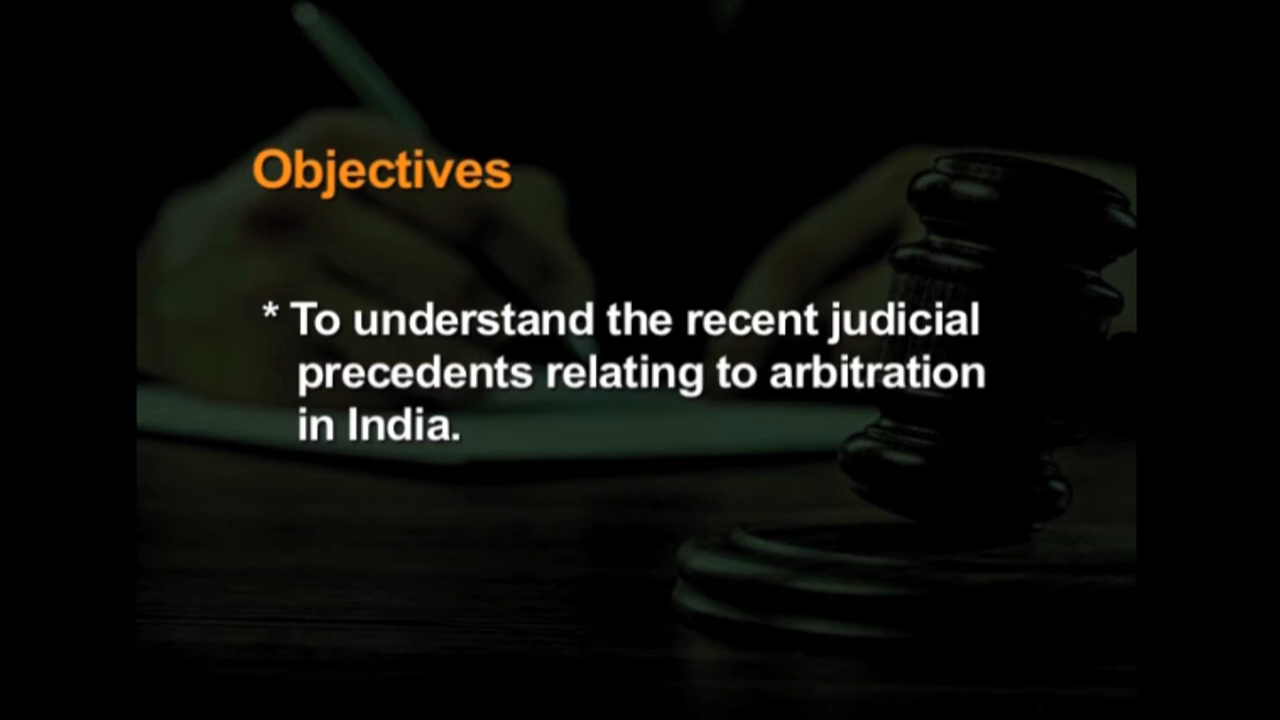 Objectives
* To understand the recent judicial
precedents relating to arbitration
in India.